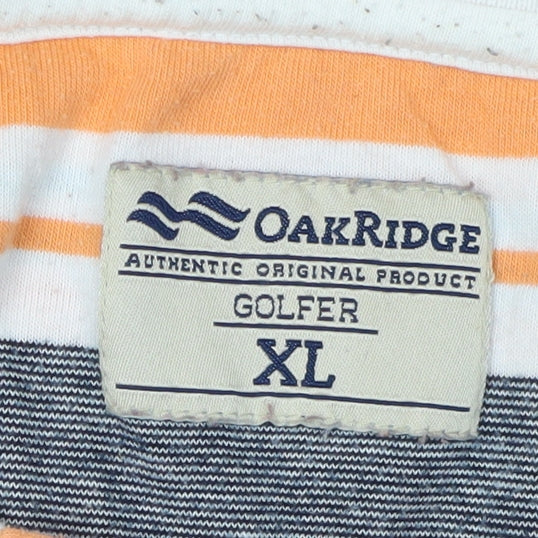 OAKRIDGE
AUTHENTIC ORIGINAL PRODUCT
GOLFER
XL